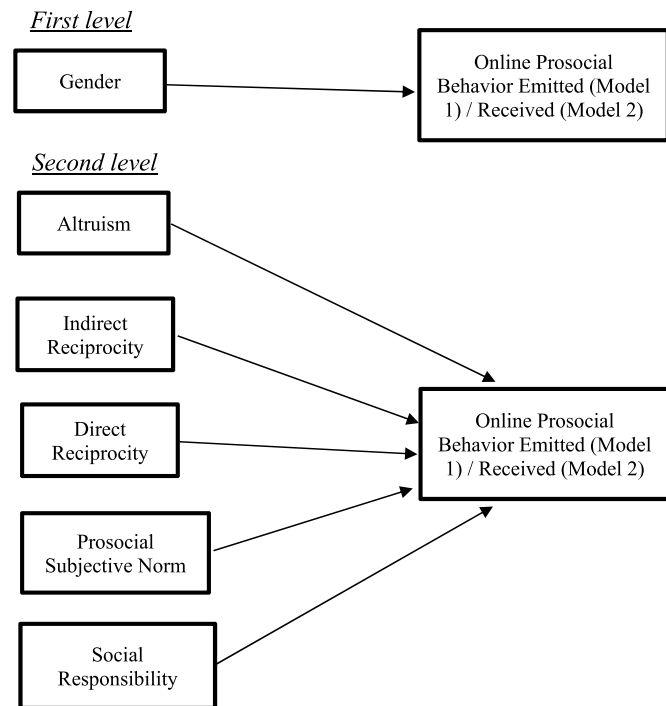 First level
Gender
Online Prosocial
Behavior Emitted (Model
1) / Received (Model 2)
Second level
Altruism
Indirect
Reciprocity
Direct
Reciprocity
Online Prosocial
Behavior Emitted (Model
1) / Received (Model 2)
Prosocial
Subjective Norm
Social
Responsibility